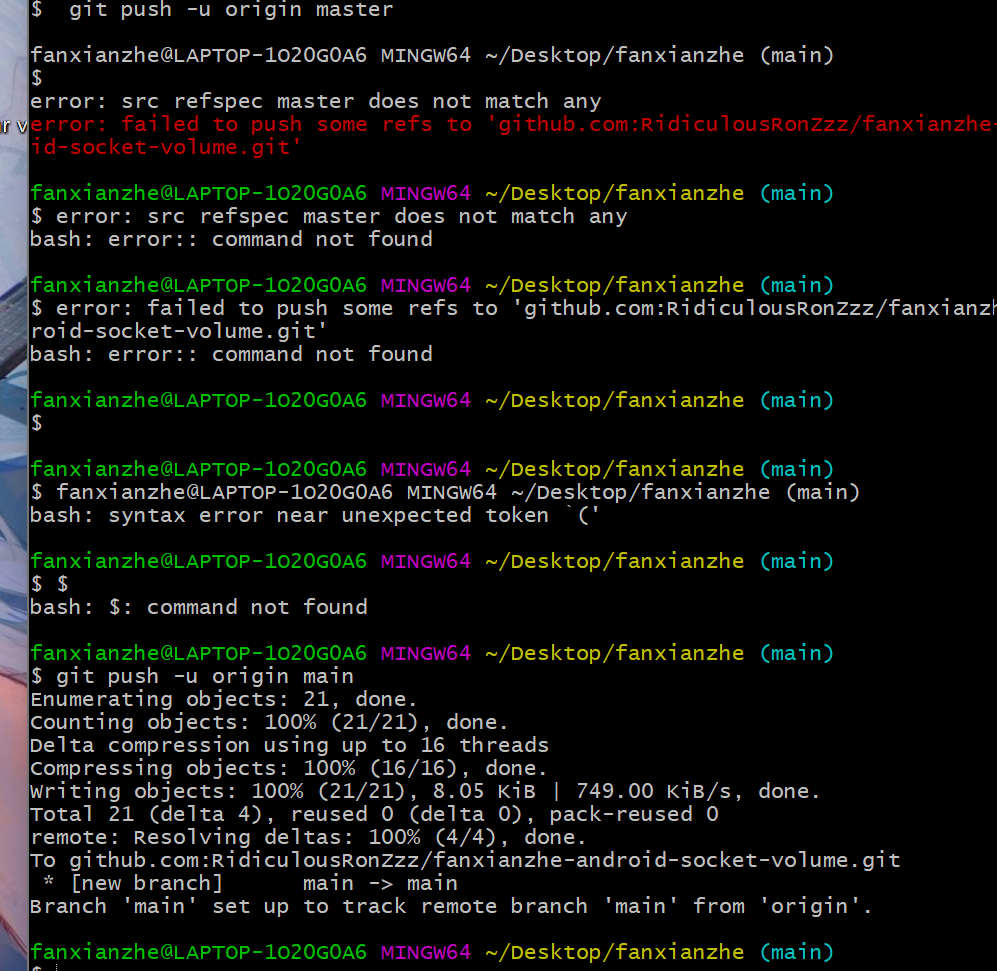 $  git push -u origin master
fanxianzhe@LAPTOP-1O20G0A6 MINGW64 ~/Desktop/fanxianzhe (main)
$
error: src refspec master does not match any
error: failed to push some refs to 'github.com:RidiculousRonZzz/fanxianzhe-
id-socket-volume.git'
fanxianzhe@LAPTOP-1O20G0A6 MINGW64 ~/Desktop/fanxianzhe (main)
$ error: src refspec master does not match any
bash: error:: command not found
fanxianzhe@LAPTOP-1O20G0A6 MINGW64 ~/Desktop/fanxianzhe (main)
$ error: failed to push some refs to 'github.com:RidiculousRonZzz/fanxianzh
roid-socket-volume.git'
bash: error:: command not found
fanxianzhe@LAPTOP-1O20G0A6 MINGW64 ~/Desktop/fanxianzhe (main)
$
fanxianzhe@LAPTOP-1O20G0A6 MINGW64 ~/Desktop/fanxianzhe (main)
$ fanxianzhe@LAPTOP-1O20G0A6 MINGW64 ~/Desktop/fanxianzhe (main)
bash: syntax error near unexpected token `('
fanxianzhe@LAPTOP-1O20G0A6 MINGW64 ~/Desktop/fanxianzhe (main)
$ $
bash: $: command not found
fanxianzhe@LAPTOP-1O20G0A6 MINGW64 ~/Desktop/fanxianzhe (main)
$ git push -u origin main
Enumerating objects: 21, done.
Counting objects: 100% (21/21), done.
Delta compression using up to 16 threads
Compressing objects: 100% (16/16), done.
Writing objects: 100% (21/21), 8.05 KiB | 749.00 KiB/s, done.
Total 21 (delta 4), reused 0 (delta 0), pack-reused 0
remote: Resolving deltas: 100% (4/4), done.
To github.com:RidiculousRonZzz/fanxianzhe-android-socket-volume.git
 * [new branch]      main -> main
Branch 'main' set up to track remote branch 'main' from 'origin'.
fanxianzhe@LAPTOP-1O20G0A6 MINGW64 ~/Desktop/fanxianzhe (main)
$